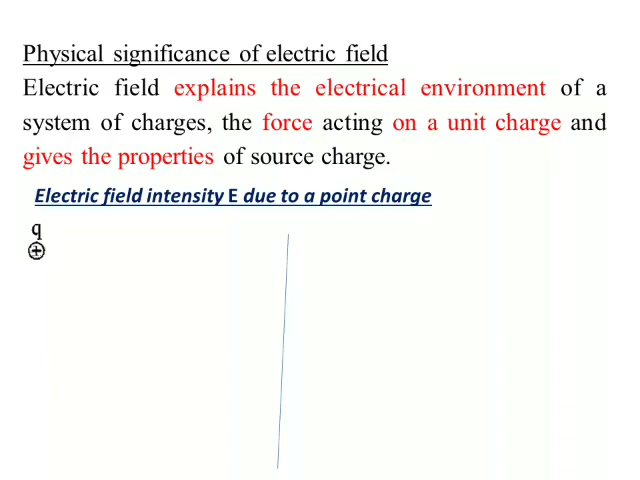 Physical significance of electric field
Electric field explains the electrical environment of a
system of charges, the force acting on a unit charge and
gives the properties of source charge.
Electric field intensity E due to a point charge
q
+